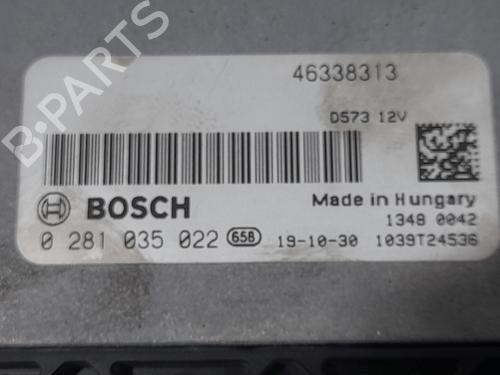 46338313
D573 12V
BOSCH
Made in Hungary
1348 0042
0 281 035 022 658 19-10-30 1039T24536
B-PARTS